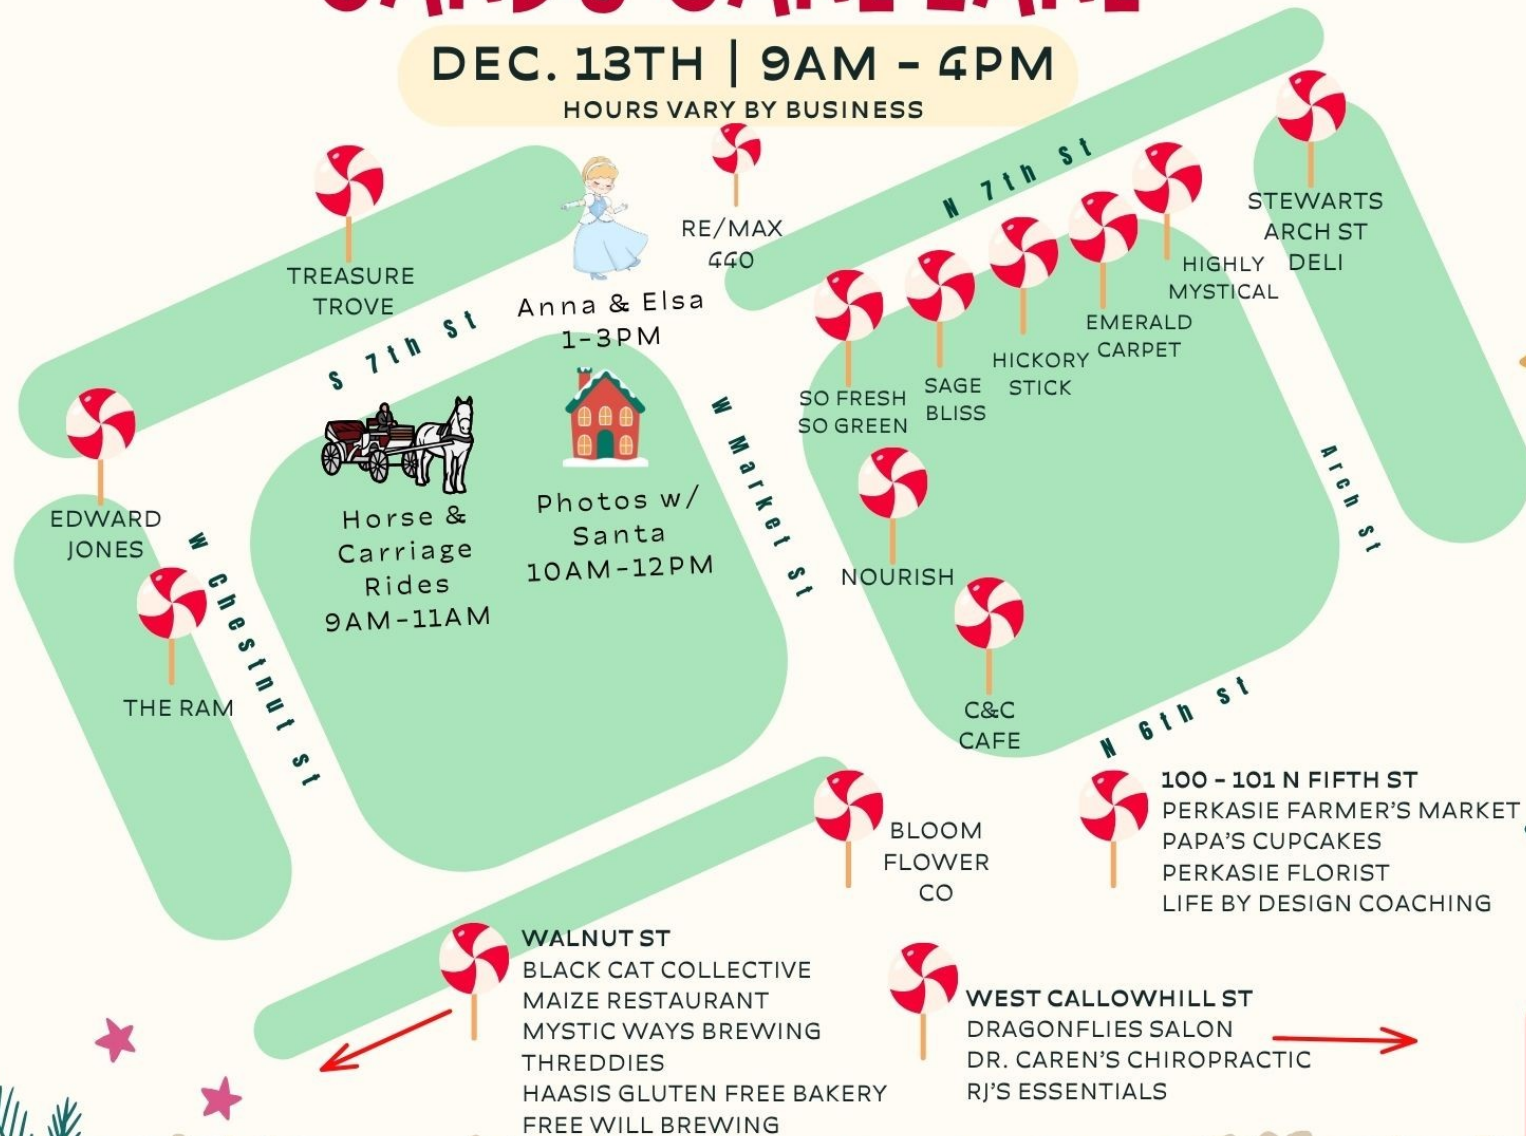 DEC. 13TH | 9AM - 4PM
HOURS VARY BY BUSINESS
TREASURE
TROVE
RE/MAX
440
Anna & Elsa
1-3PM
S 7th St
N 7th St
STEWARTS
ARCH ST
DELI
HIGHLY
MYSTICAL
EMERALD
CARPET
HICKORY
STICK
SAGE
BLISS
SO FRESH
SO GREEN
EDWARD
JONES
Horse &
Carriage
Rides
9AM-11AM
Photos w/
Santa
10AM-12PM
W Market St
Arch St
NOURISH
W Chestnut St
THE RAM
C&C
CAFE
N 6th St
BLOOM
FLOWER
CO
100 - 101 N FIFTH ST
PERKASIE FARMER'S MARKET
PAPA'S CUPCAKES
PERKASIE FLORIST
LIFE BY DESIGN COACHING
WALNUT ST
BLACK CAT COLLECTIVE
MAIZE RESTAURANT
MYSTIC WAYS BREWING
THREDDIES
HAASIS GLUTEN FREE BAKERY
FREE WILL BREWING
WEST CALLOWHILL ST
DRAGONFLIES SALON
DR. CAREN'S CHIROPRACTIC
RJ'S ESSENTIALS